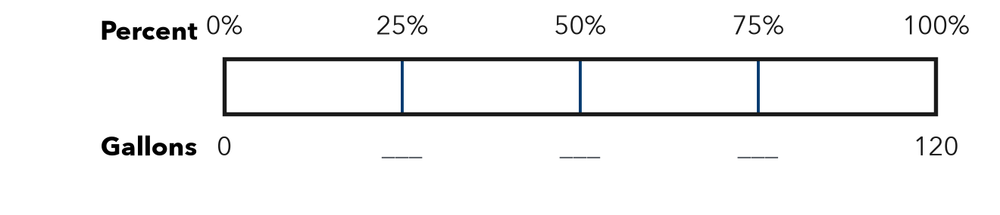 Percent 0% 25% 50% 75% 100%
Gallons 0 ___ ___ ___ 120